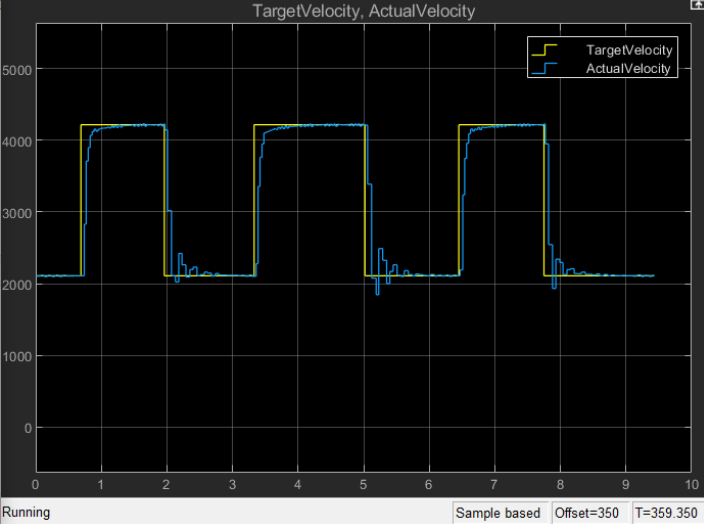 TargetVelocity, ActualVelocity
TargetVelocity
ActualVelocity
5000
4000
3000
2000
1000
0
0 1 2 3 4 5 6 7 8 9 10
Running Sample based Offset=350 T=359.350